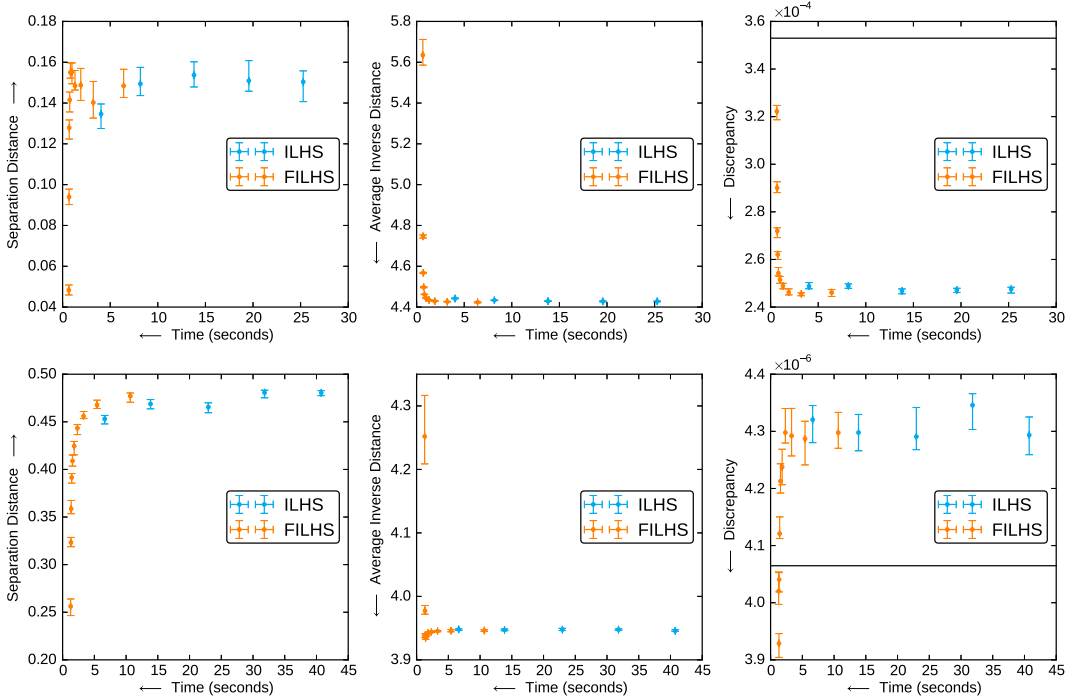 0.18
0.16
0.14
0.12
0.10
0.08
0.06
0.04
0 5 10 15 20 25 30
Separation Distance ⟶
⟵ Time (seconds)
ILHS
FILHS
5.8
5.6
5.4
5.2
5.0
4.8
4.6
4.4
0 5 10 15 20 25 30
⟵ Average Inverse Distance
⟵ Time (seconds)
ILHS
FILHS
×10⁻⁴
3.6
3.4
3.2
3.0
2.8
2.6
2.4
0 5 10 15 20 25 30
⟵ Discrepancy
⟵ Time (seconds)
ILHS
FILHS
0.50
0.45
0.40
0.35
0.30
0.25
0.20
0 5 10 15 20 25 30 35 40 45
Separation Distance ⟶
⟵ Time (seconds)
ILHS
FILHS
4.3
4.2
4.1
4.0
3.9
0 5 10 15 20 25 30 35 40 45
⟵ Average Inverse Distance
⟵ Time (seconds)
ILHS
FILHS
×10⁻⁶
4.4
4.3
4.2
4.1
4.0
3.9
0 5 10 15 20 25 30 35 40 45
⟵ Discrepancy
⟵ Time (seconds)
ILHS
FILHS